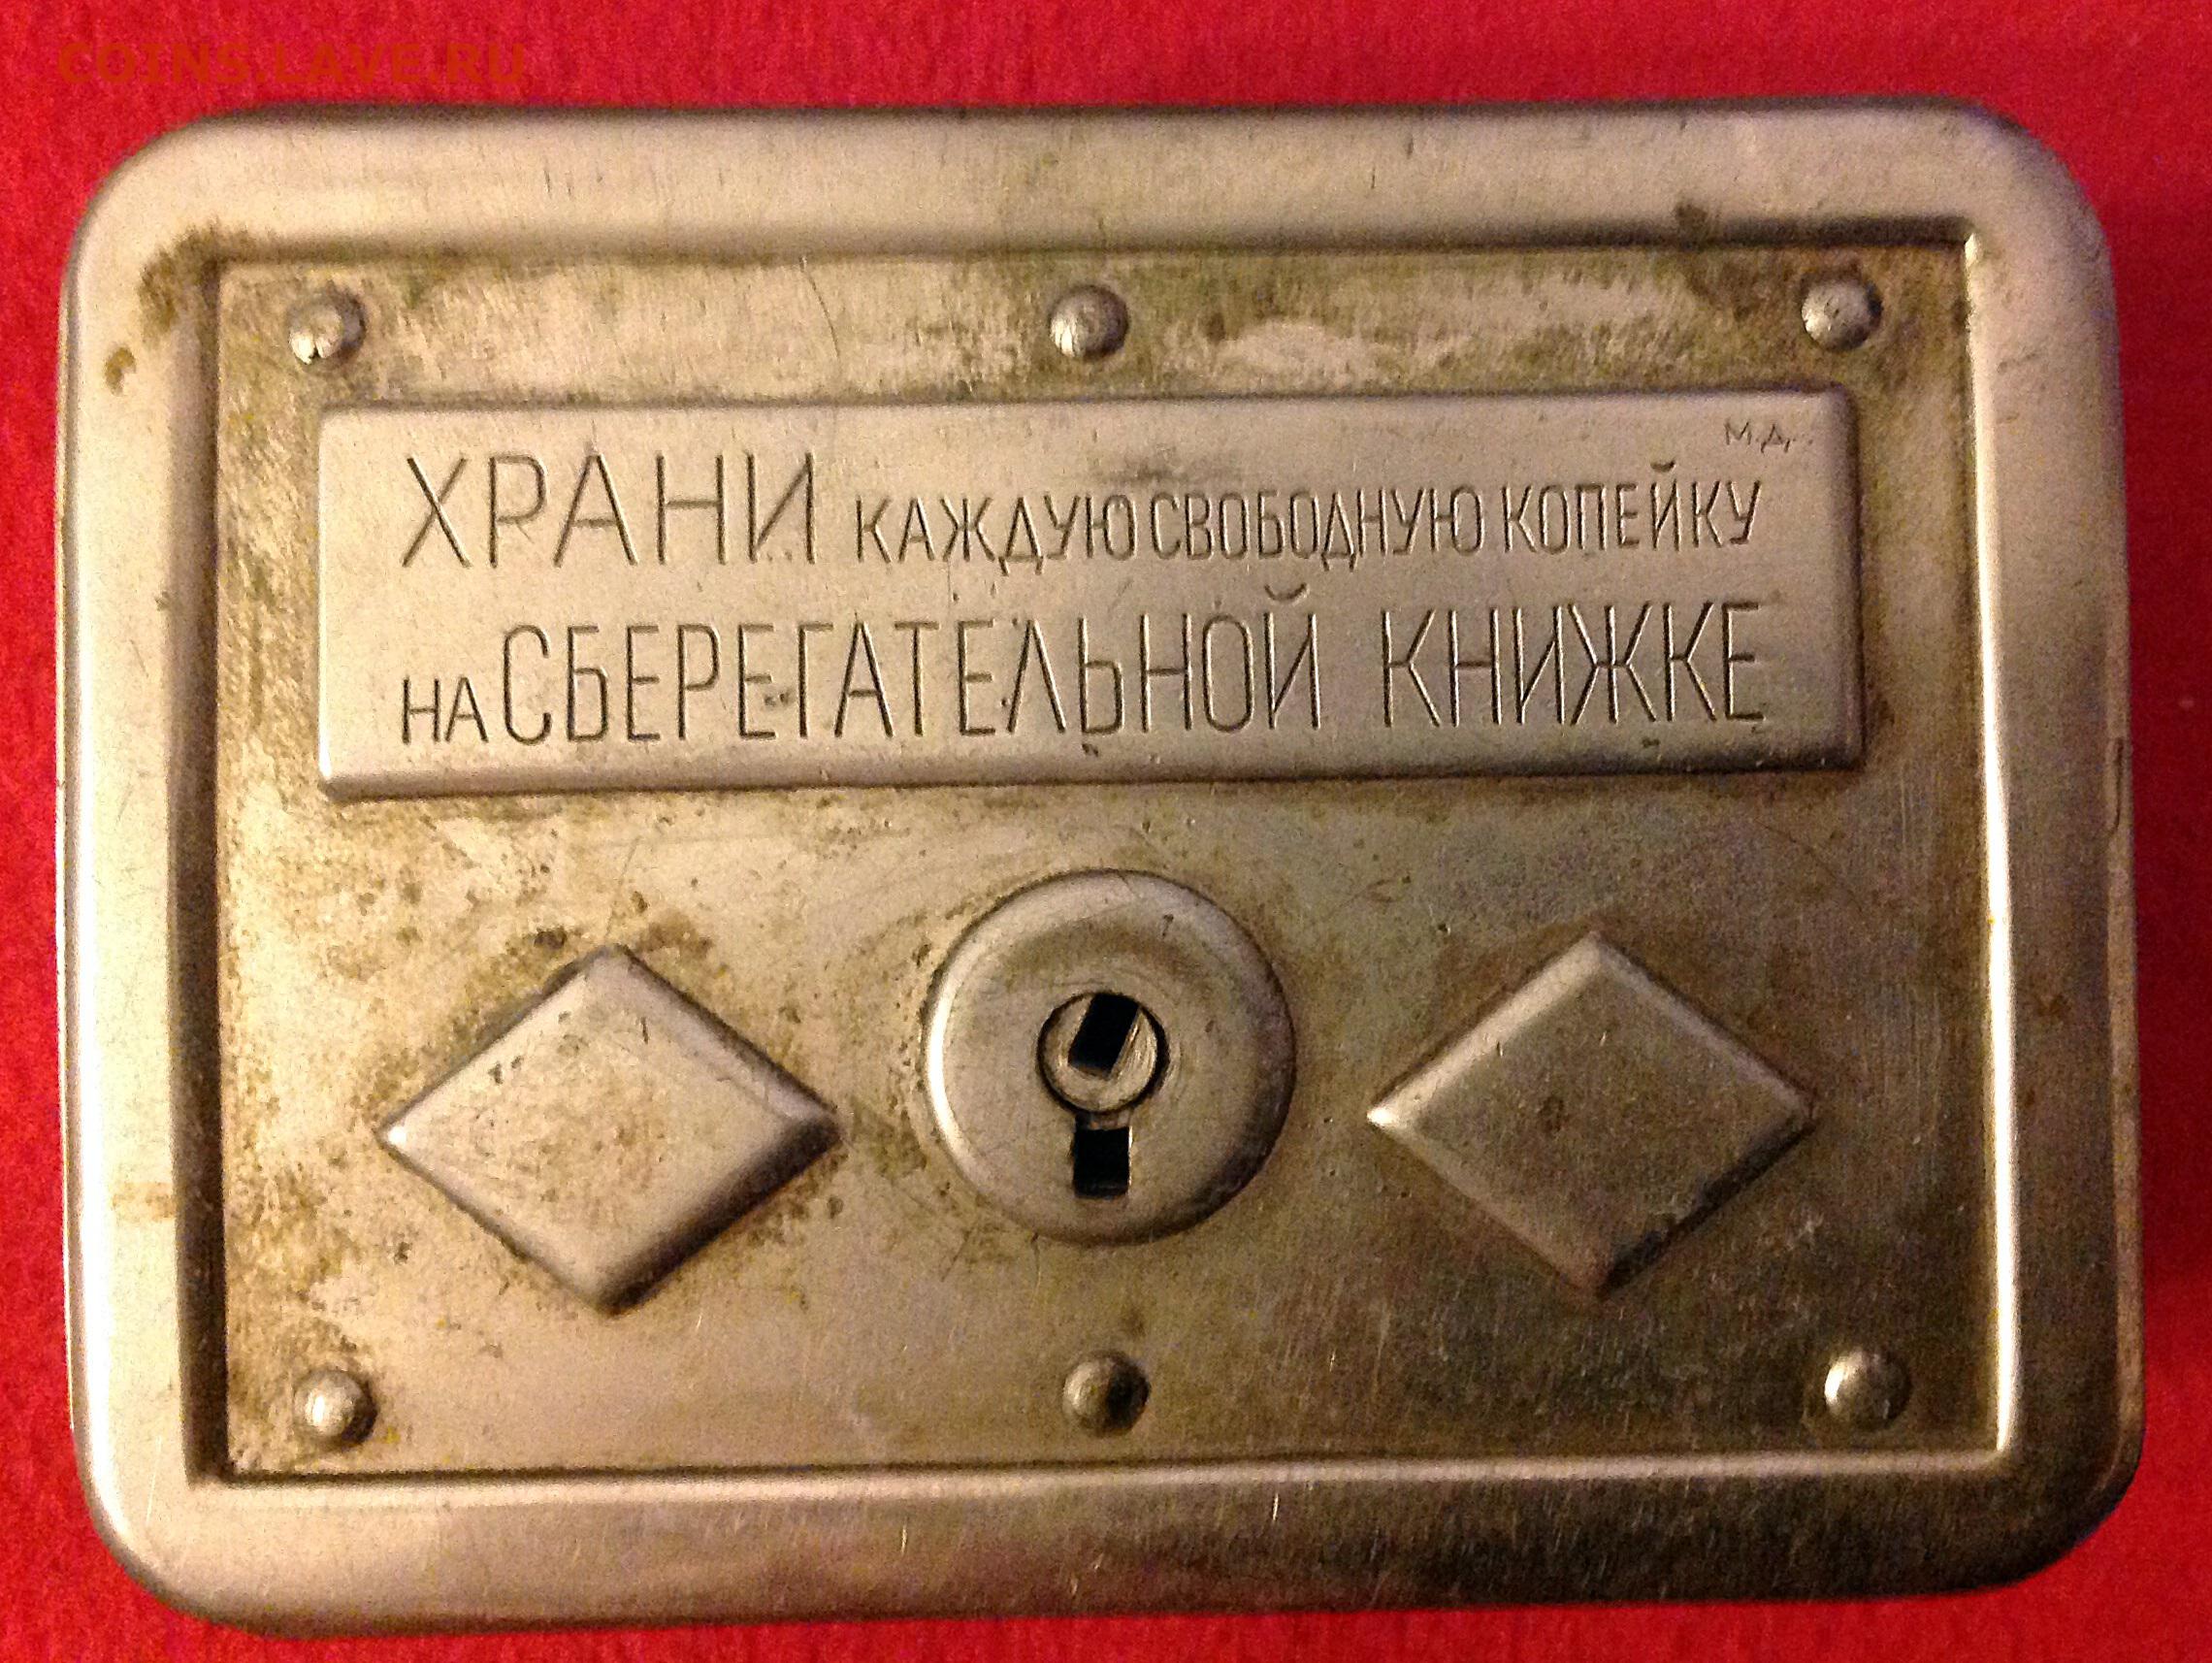 COINS.LAVE.RU
М.Д.
ХРАНИ КАЖДУЮ СВОБОДНУЮ КОПЕЙКУ
НА СБЕРЕГАТЕЛЬНОЙ КНИЖКЕ